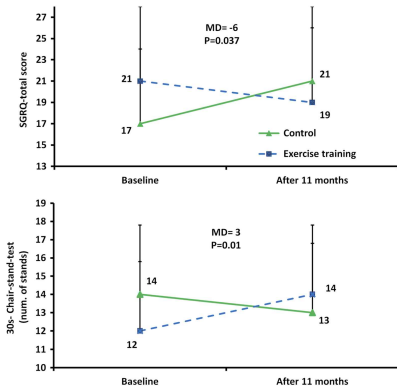 SGRQ-total score
27
25
23
21
19
17
15
13
MD= -6
P=0.037
21
17
21
19
Control
Exercise training
Baseline
After 11 months
30s- Chair-stand-test
(num. of stands)
19
18
17
16
15
14
13
12
11
10
MD= 3
P=0.01
14
12
14
13
Baseline
After 11 months